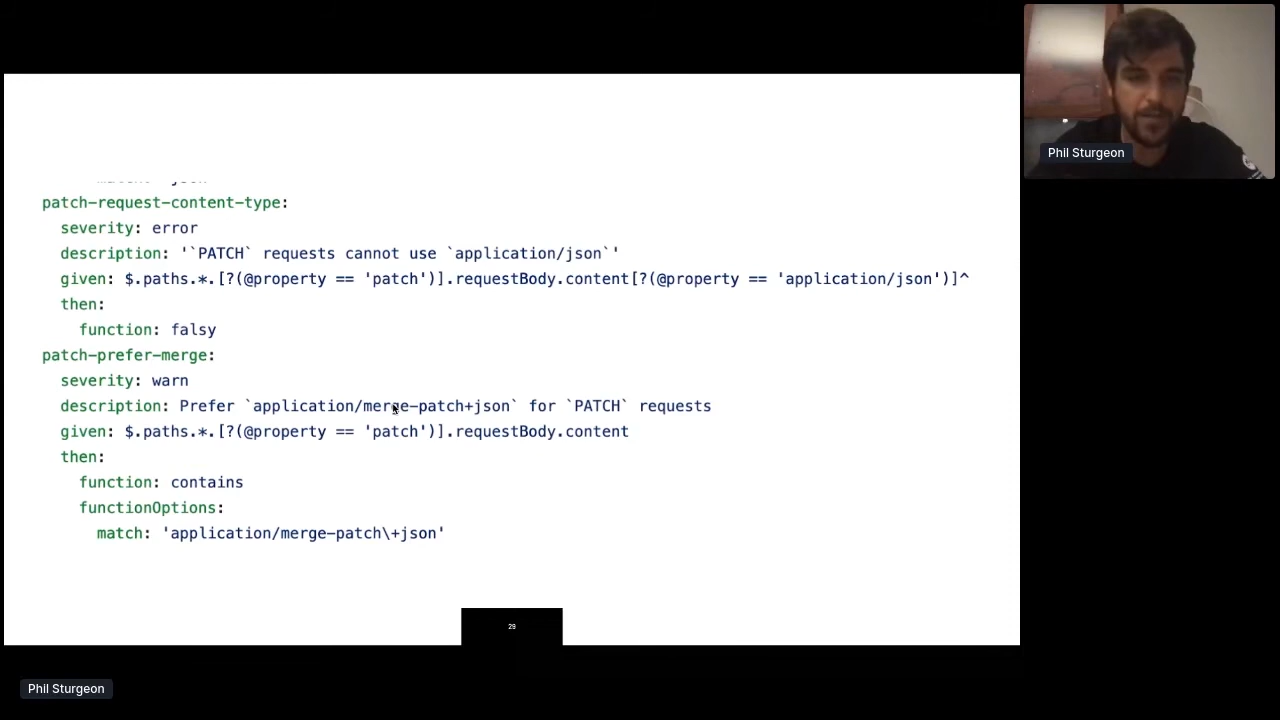 patch-request-content-type:
severity: error
description: '`PATCH` requests cannot use `application/json`'
given: $.paths.*.[?(@property == 'patch')].requestBody.content[?(@property == 'application/json')]^
then:
function: falsy
patch-prefer-merge:
severity: warn
description: Prefer `application/merge-patch+json` for `PATCH` requests
given: $.paths.*.[?(@property == 'patch')].requestBody.content
then:
function: contains
functionOptions:
match: 'application/merge-patch\+json'
29
Phil Sturgeon
Phil Sturgeon